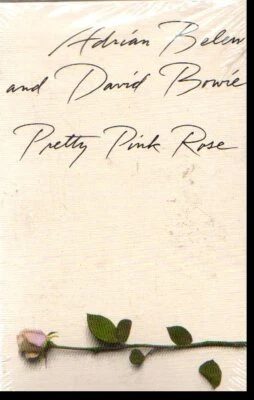 Adrian Belew
and David Bowie
Pretty Pink Rose